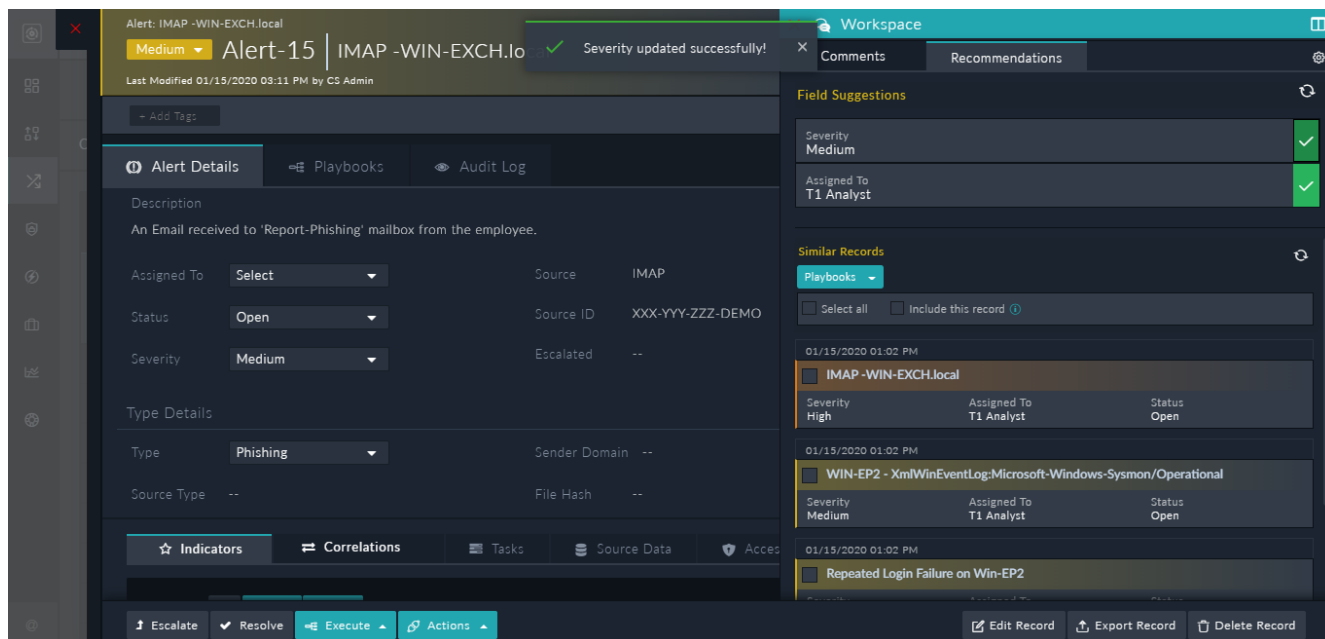 Alert: IMAP -WIN-EXCH.local
Medium Alert-15 IMAP -WIN-EXCH.lo
Last Modified 01/15/2020 03:11 PM by CS Admin
Severity updated successfully!
+ Add Tags
Alert Details Playbooks Audit Log
Description
An Email received to 'Report-Phishing' mailbox from the employee.
Assigned To Select Source IMAP
Status Open Source ID XXX-YYY-ZZZ-DEMO
Severity Medium Escalated --
Type Details
Type Phishing Sender Domain --
Source Type -- File Hash --
Indicators Correlations Tasks Source Data Acces
Workspace
Comments Recommendations
Field Suggestions
Severity
Medium
Assigned To
T1 Analyst
Similar Records
Playbooks
Select all Include this record
01/15/2020 01:02 PM
IMAP -WIN-EXCH.local
Severity Assigned To Status
High T1 Analyst Open
01/15/2020 01:02 PM
WIN-EP2 - XmlWinEventLog:Microsoft-Windows-Sysmon/Operational
Severity Assigned To Status
Medium T1 Analyst Open
01/15/2020 01:02 PM
Repeated Login Failure on Win-EP2
Escalate Resolve Execute Actions Edit Record Export Record Delete Record